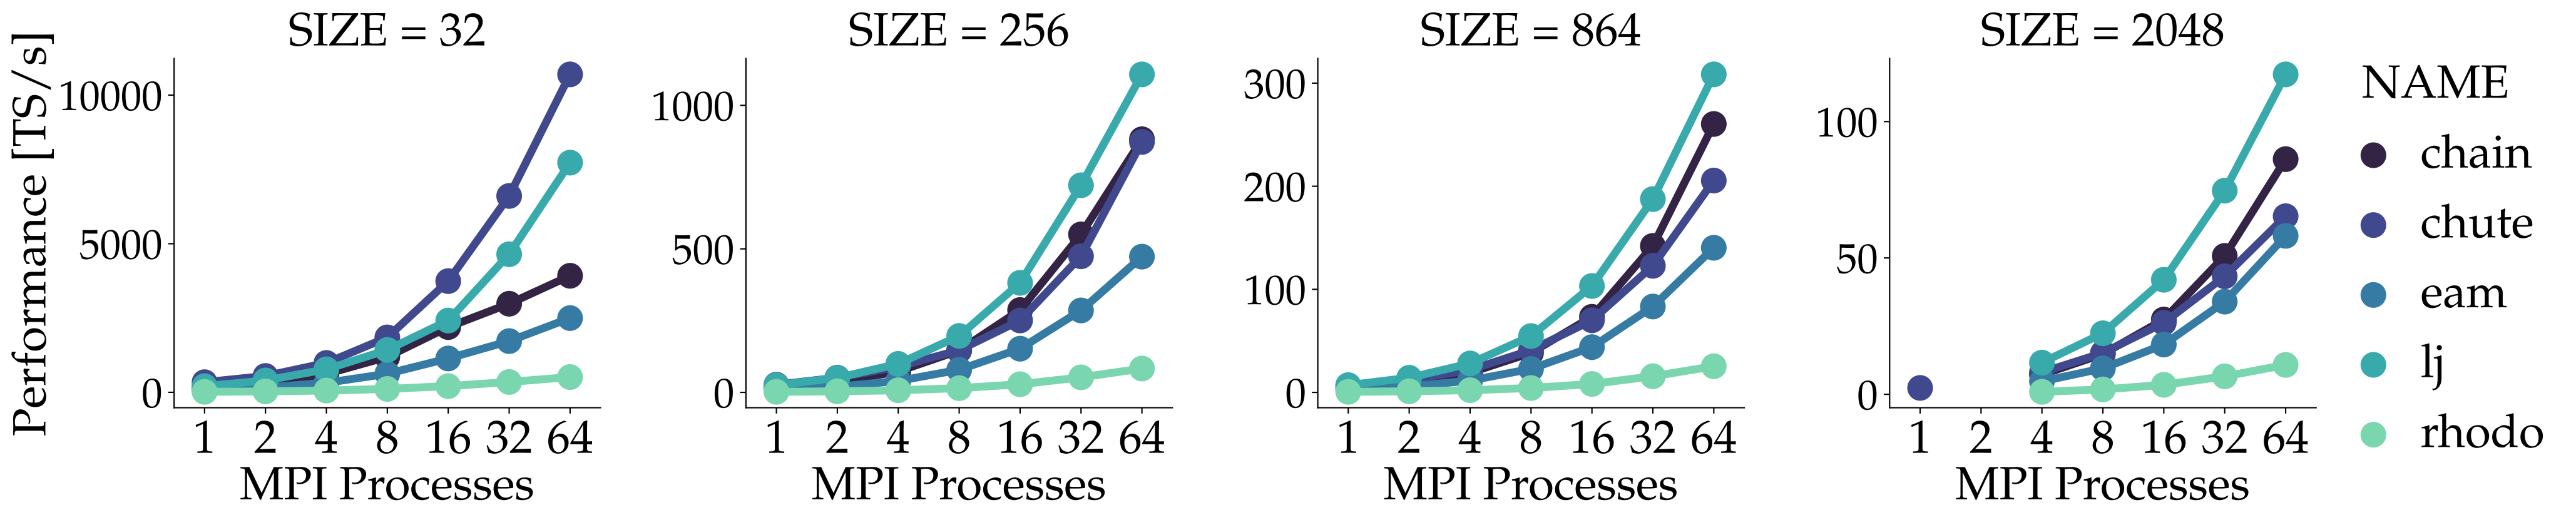 SIZE = 32
SIZE = 256
SIZE = 864
SIZE = 2048
Performance [TS/s]
10000
5000
0
1 2 4 8 16 32 64
MPI Processes
1000
500
0
1 2 4 8 16 32 64
MPI Processes
300
200
100
0
1 2 4 8 16 32 64
MPI Processes
100
50
0
1 2 4 8 16 32 64
MPI Processes
NAME
chain
chute
eam
lj
rhodo